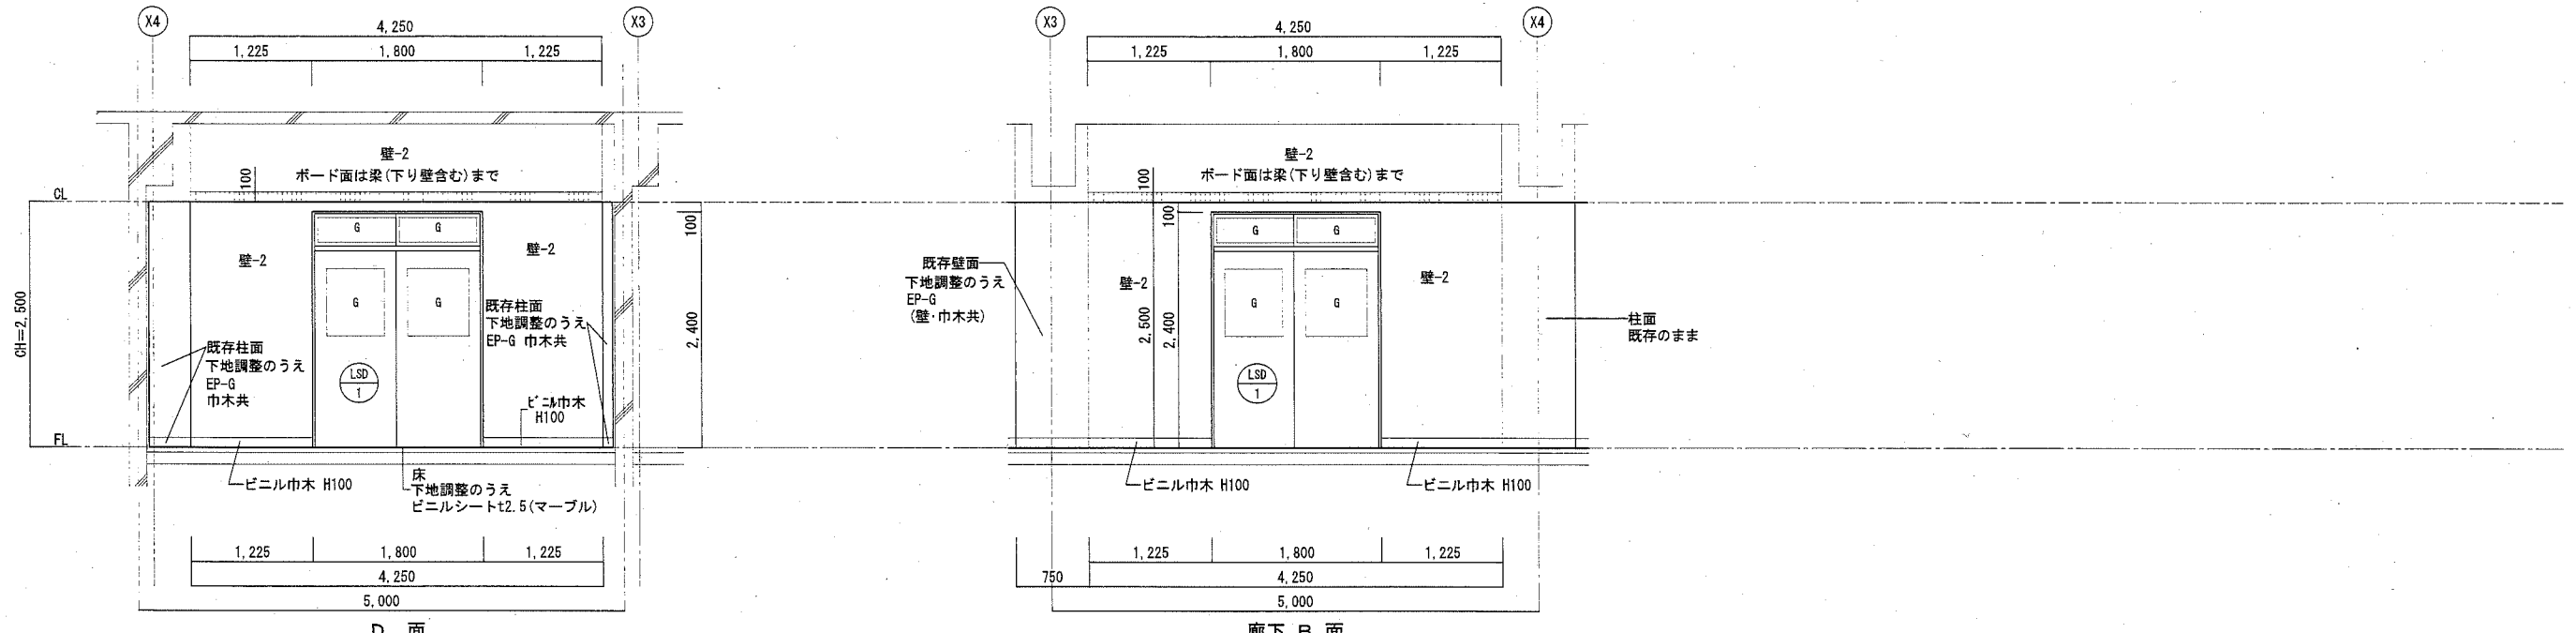 X4
X3
4,250
1,225
1,800
1,225
壁-2
ボード面は梁(下り壁含む)まで
100
CL
100
G
G
壁-2
壁-2
G
G
CH=2,500
2,400
既存柱面
下地調整のうえ
EP-G 巾木共
既存柱面
下地調整のうえ
EP-G
巾木共
LSD
1
ビニル巾木
H100
FL
ビニル巾木 H100
床
下地調整のうえ
ビニルシートt2.5(マーブル)
1,225
1,800
1,225
4,250
5,000
D 面
X3
X4
4,250
1,225
1,800
1,225
壁-2
ボード面は梁(下り壁含む)まで
100
100
G
G
既存壁面
下地調整のうえ
EP-G
(壁・巾木共)
壁-2
壁-2
G
G
2,500
2,400
柱面
既存のまま
LSD
1
ビニル巾木 H100
ビニル巾木 H100
1,225
1,800
1,225
750
4,250
5,000
廊下 B 面